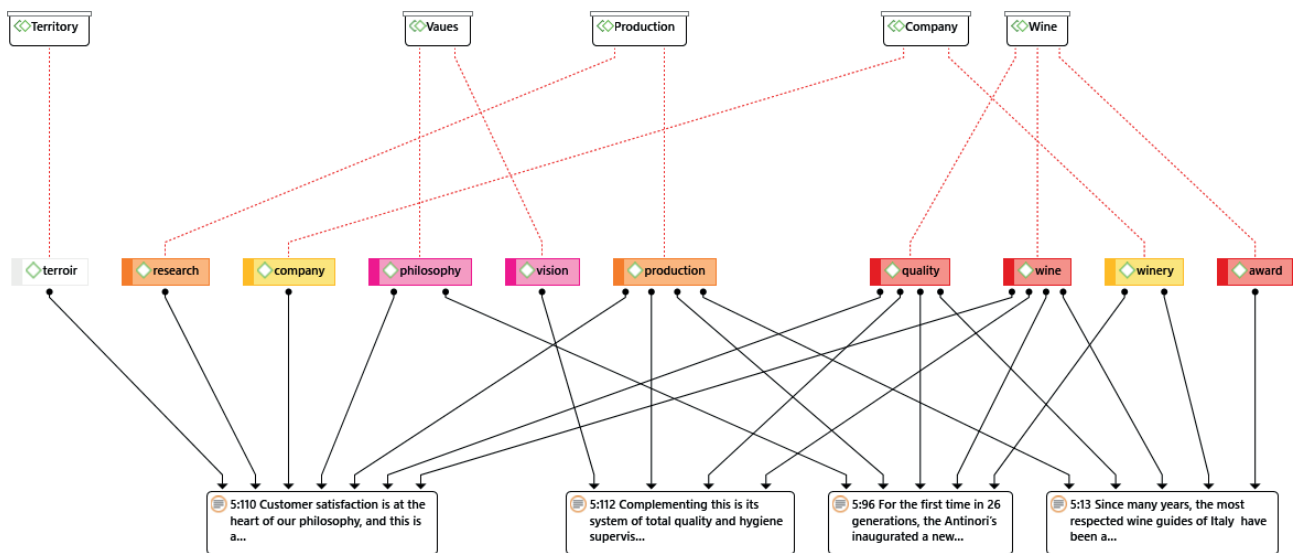 Territory
Vaues
Production
Company
Wine
terroir
research
company
philosophy
vision
production
quality
wine
winery
award
5:110 Customer satisfaction is at the
heart of our philosophy, and this is
a...
5:112 Complementing this is its
system of total quality and hygiene
supervis...
5:96 For the first time in 26
generations, the Antinori's
inaugurated a new...
5:13 Since many years, the most
respected wine guides of Italy have
been a...